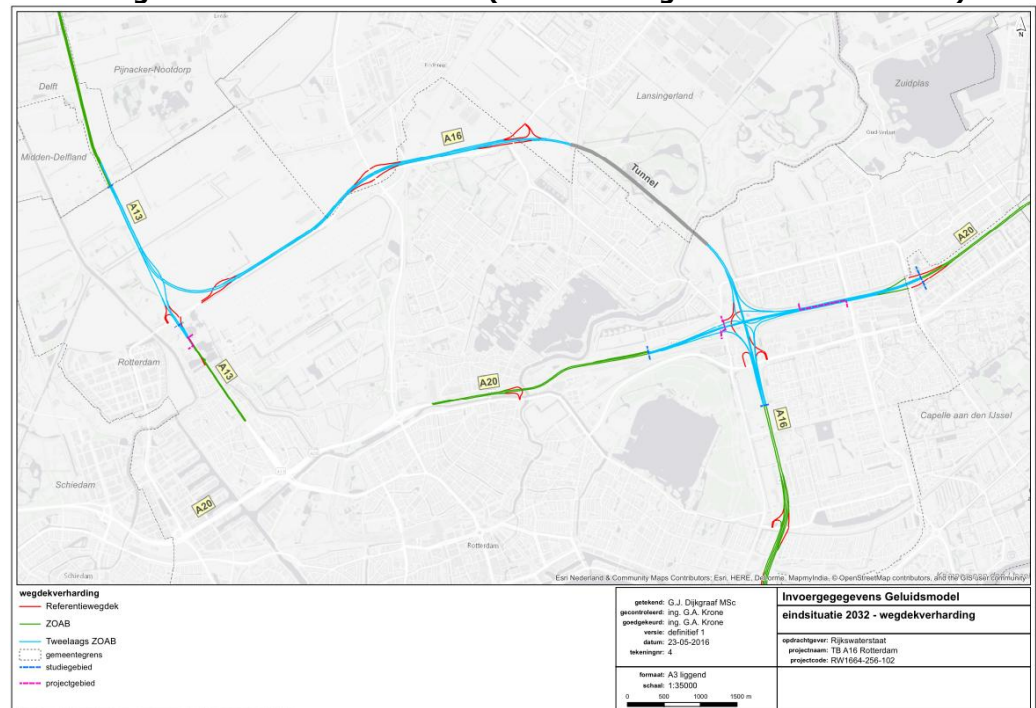 Pijnacker-Nootdorp
Lansingerland
Zuidplas
Delft
Midden-Delfland
A16
Tunnel
A13
A20
Rotterdam
A13
A20
A16
Capelle aan den IJssel
Schiedam
A20
Rotterdam
Schiedam
Esri Nederland & Community Maps Contributors; Esri, HERE, DeLorme, MapmyIndia, © OpenStreetMap contributors, and the GIS user community
wegdekverharding
Referentiewegdek
ZOAB
Tweelaags ZOAB
gemeentegrens
studiegebied
projectgebied
getekend: G.J. Dijkgraaf MSc
gecontroleerd: ing. G.A. Krone
goedgekeurd: ing. G.A. Krone
versie: definitief 1
datum: 23-05-2016
tekeningnr: 4
formaat: A3 liggend
schaal: 1:35000
0 500 1000 1500 m
Invoergegegevens Geluidsmodel
eindsituatie 2032 - wegdekverharding
opdrachtgever: Rijkswaterstaat
projectnaam: TB A16 Rotterdam
projectcode: RW1664-256-102